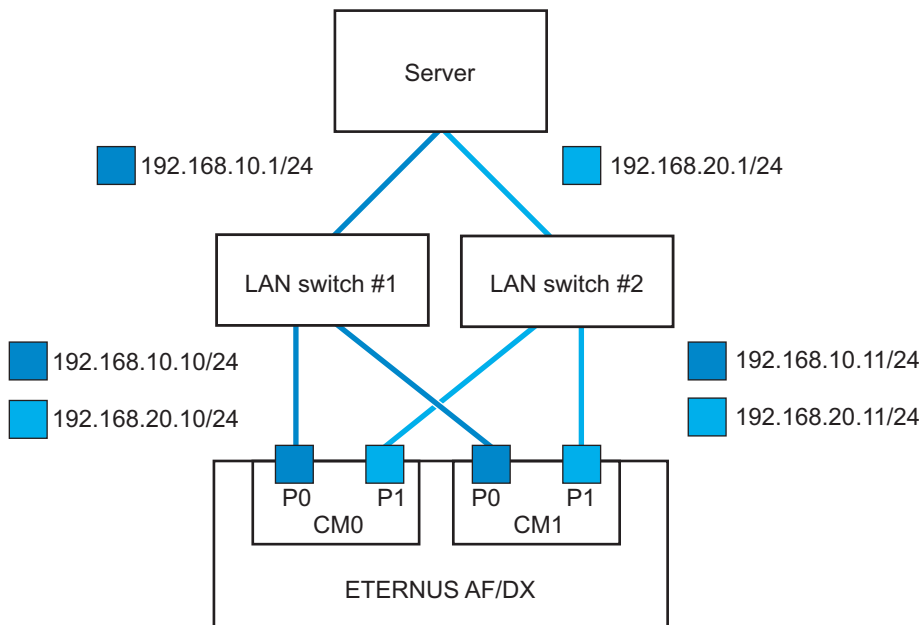 Server
192.168.10.1/24
192.168.20.1/24
LAN switch #1
LAN switch #2
192.168.10.10/24
192.168.20.10/24
192.168.10.11/24
192.168.20.11/24
P0
P1
CM0
P0
P1
CM1
ETERNUS AF/DX